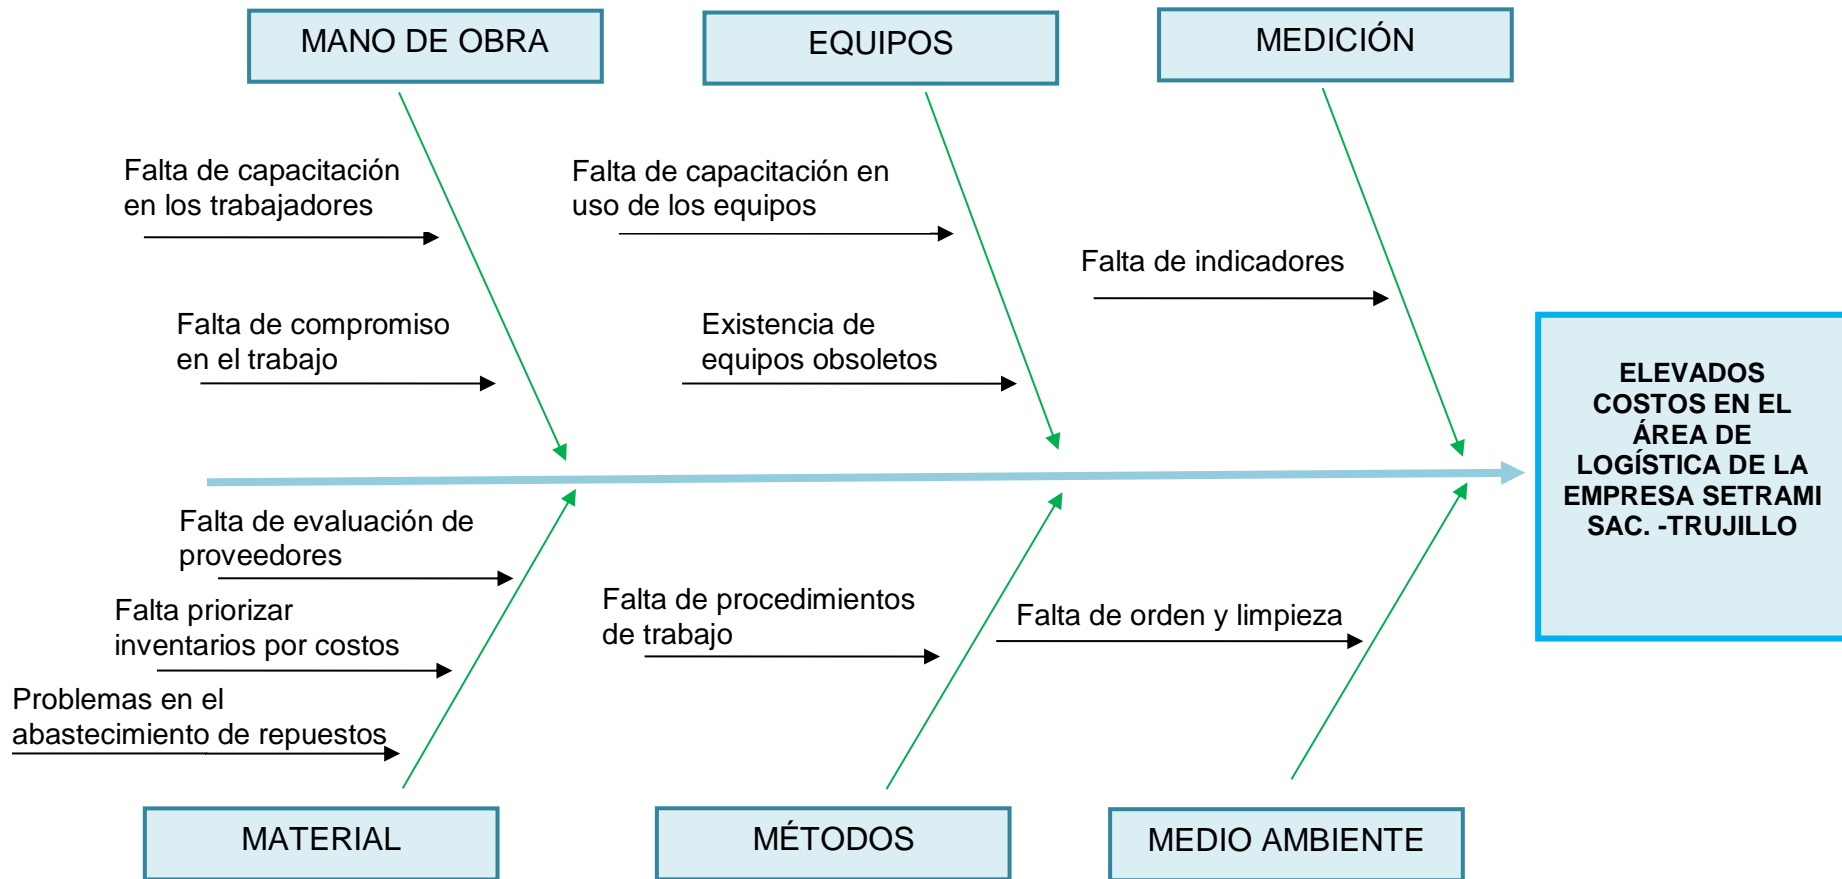 MANO DE OBRA
EQUIPOS
MEDICIÓN
Falta de capacitación
en los trabajadores
Falta de capacitación en
uso de los equipos
Falta de indicadores
Falta de compromiso
en el trabajo
Existencia de
equipos obsoletos
ELEVADOS
COSTOS EN EL
ÁREA DE
LOGÍSTICA DE LA
EMPRESA SETRAMI
SAC. -TRUJILLO
Falta de evaluación de
proveedores
Falta priorizar
inventarios por costos
Problemas en el
abastecimiento de repuestos
Falta de procedimientos
de trabajo
Falta de orden y limpieza
MATERIAL
MÉTODOS
MEDIO AMBIENTE